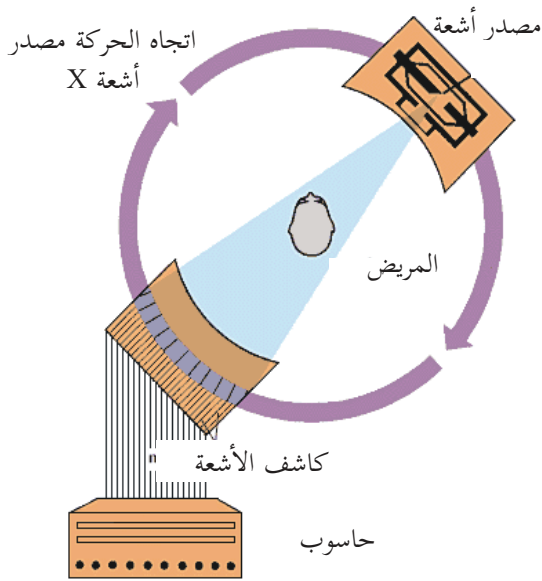 مصدر أشعة
اتجاه الحركة مصدر
أشعة X
المريض
كاشف الأشعة
حاسوب